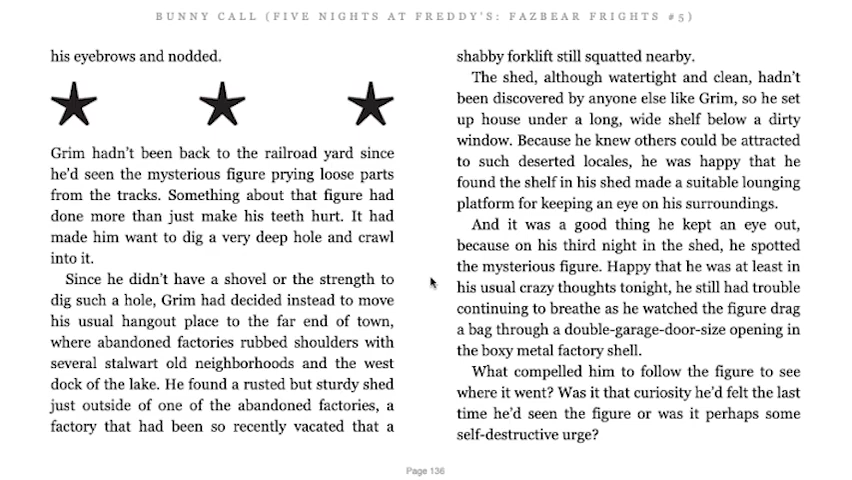 BUNNY CALL (FIVE NIGHTS AT FREDDY'S: FAZBEAR FRIGHTS #5)
his eyebrows and nodded.
Grim hadn't been back to the railroad yard since
he'd seen the mysterious figure prying loose parts
from the tracks. Something about that figure had
done more than just make his teeth hurt. It had
made him want to dig a very deep hole and crawl
into it.
Since he didn't have a shovel or the strength to
dig such a hole, Grim had decided instead to move
his usual hangout place to the far end of town,
where abandoned factories rubbed shoulders with
several stalwart old neighborhoods and the west
dock of the lake. He found a rusted but sturdy shed
just outside of one of the abandoned factories, a
factory that had been so recently vacated that a
shabby forklift still squatted nearby.
The shed, although watertight and clean, hadn't
been discovered by anyone else like Grim, so he set
up house under a long, wide shelf below a dirty
window. Because he knew others could be attracted
to such deserted locales, he was happy that he
found the shelf in his shed made a suitable lounging
platform for keeping an eye on his surroundings.
And it was a good thing he kept an eye out,
because on his third night in the shed, he spotted
the mysterious figure. Happy that he was at least in
his usual crazy thoughts tonight, he still had trouble
continuing to breathe as he watched the figure drag
a bag through a double-garage-door-size opening in
the boxy metal factory shell.
What compelled him to follow the figure to see
where it went? Was it that curiosity he'd felt the last
time he'd seen the figure or was it perhaps some
self-destructive urge?
Page 136